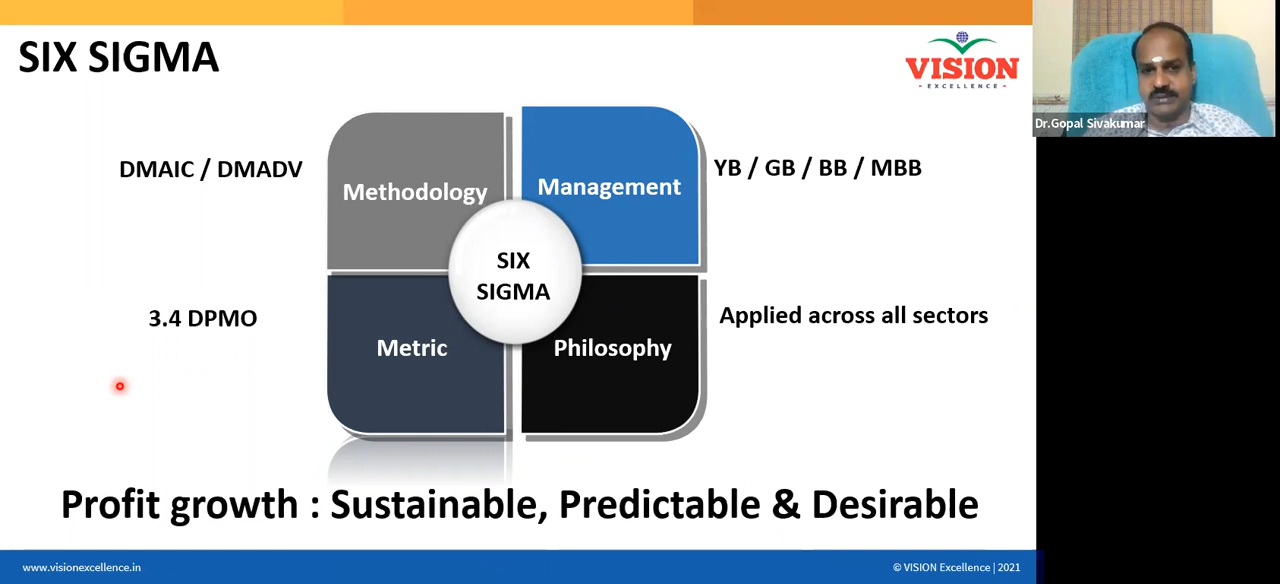 SIX SIGMA
VISION
- EXCELLENCE -
Dr.Gopal Sivakumar
DMAIC / DMADV
Methodology
Management
YB / GB / BB / MBB
SIX
SIGMA
3.4 DPMO
Metric
Philosophy
Applied across all sectors
Profit growth : Sustainable, Predictable & Desirable
www.visionexcellence.in
© VISION Excellence | 2021